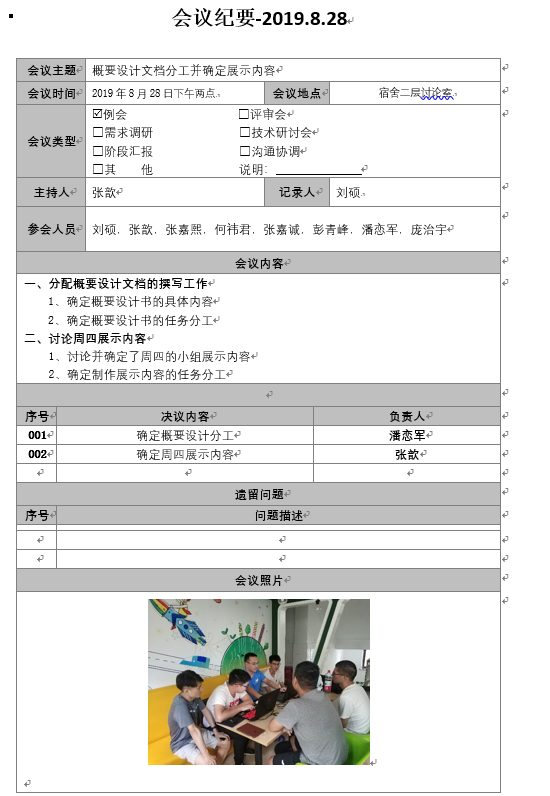 会议纪要-2019.8.28
会议主题 概要设计文档分工并确定展示内容
会议时间 2019年8月28日下午两点. 会议地点 宿舍二层讨论室.
会议类型 ☑例会 □评审会
□需求调研 □技术研讨会
□阶段汇报 □沟通协调
□其 他 说明:
主持人 张歆 记录人 刘硕.
参会人员 刘硕，张歆，张嘉熙，何祎君，张嘉诚，彭青峰，潘恋军，庞治宇
会议内容
一、分配概要设计文档的撰写工作
1、确定概要设计书的具体内容
2、确定概要设计书的任务分工
二、讨论周四展示内容
1、讨论并确定了周四的小组展示内容
2、确定制作展示内容的任务分工
序号 决议内容 负责人
001 确定概要设计分工 潘恋军
002 确定周四展示内容 张歆
遗留问题
序号 问题描述
会议照片